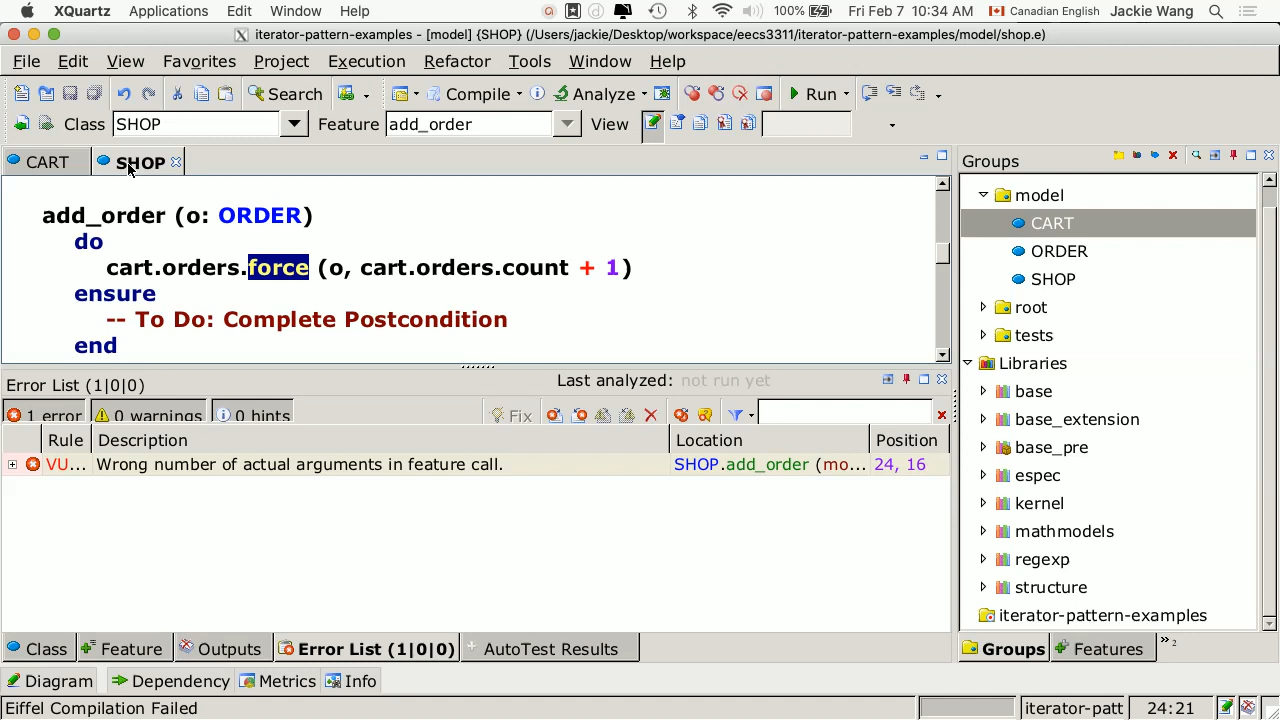 XQuartz Applications Edit Window Help 100% Fri Feb 7 10:34 AM Canadian English Jackie Wang
iterator-pattern-examples - [model] {SHOP} (/Users/jackie/Desktop/workspace/eecs3311/iterator-pattern-examples/model/shop.e)
File Edit View Favorites Project Execution Refactor Tools Window Help
Search Compile Analyze Run
Class SHOP Feature add_order View
CART SHOP
Groups
add_order (o: ORDER)
do
cart.orders.force (o, cart.orders.count + 1)
ensure
-- To Do: Complete Postcondition
end
model
CART
ORDER
SHOP
root
tests
Libraries
base
base_extension
base_pre
espec
kernel
mathmodels
regexp
structure
iterator-pattern-examples
Error List (1|0|0) Last analyzed: not run yet
1 error 0 warnings 0 hints Fix
Rule Description Location Position
VU... Wrong number of actual arguments in feature call. SHOP.add_order (mo... 24, 16
Class Feature Outputs Error List (1|0|0) AutoTest Results
Groups Features 2
Diagram Dependency Metrics Info
Eiffel Compilation Failed iterator-patt 24:21